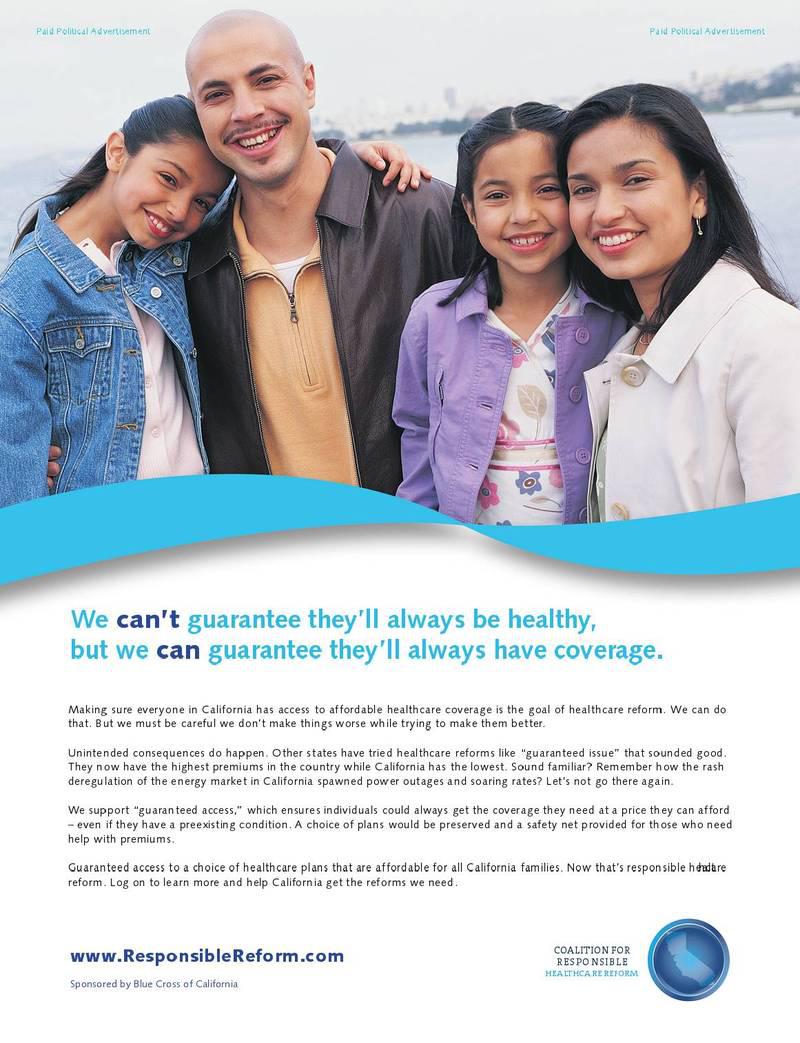 Paid Political Advertisement
Paid Political Advertisement
We can't guarantee they'll always be healthy,
but we can guarantee they'll always have coverage.
Making sure everyone in California has access to affordable healthcare coverage is the goal of healthcare reform. We can do
that. But we must be careful we don't make things worse while trying to make them better.
Unintended consequences do happen. Other states have tried healthcare reforms like "guaranteed issue" that sounded good.
They now have the highest premiums in the country while California has the lowest. Sound familiar? Remember how the rash
deregulation of the energy market in California spawned power outages and soaring rates? Let's not go there again.
We support "guaranteed access," which ensures individuals could always get the coverage they need at a price they can afford
– even if they have a preexisting condition. A choice of plans would be preserved and a safety net provided for those who need
help with premiums.
Guaranteed access to a choice of healthcare plans that are affordable for all California families. Now that's responsible healthcare
reform. Log on to learn more and help California get the reforms we need.
www.ResponsibleReform.com
Sponsored by Blue Cross of California
COALITION FOR
RESPONSIBLE
HEALTHCARE REFORM